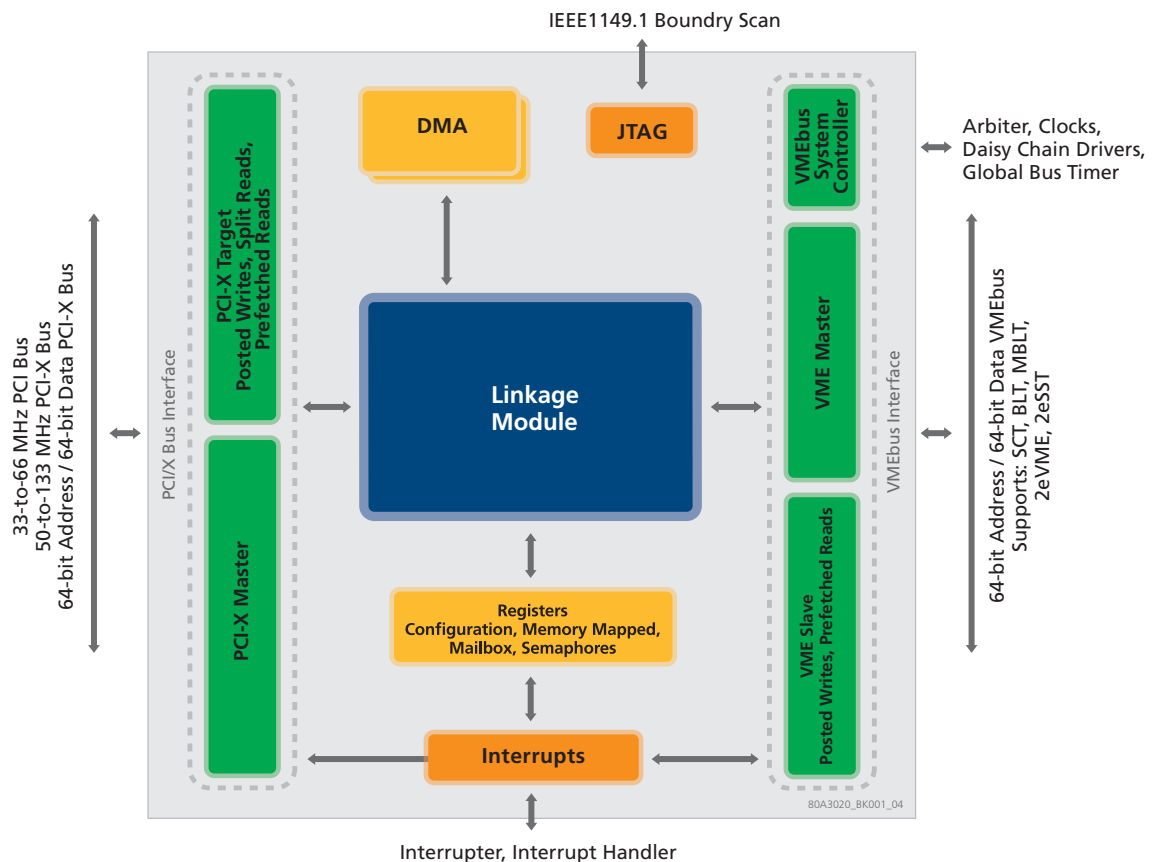 IEEE1149.1 Boundry Scan
DMA
JTAG
VMEbus
System
Controller
Arbiter, Clocks,
Daisy Chain Drivers,
Global Bus Timer
PCI-X Target
Posted Writes, Split Reads,
Prefetched Reads
33-to-66 MHz PCI Bus
50-to-133 MHz PCI-X Bus
64-bit Address / 64-bit Data PCI-X Bus
PCI/X Bus Interface
Linkage
Module
VME Master
VMEbus Interface
64-bit Address / 64-bit Data VMEbus
Supports: SCT, BLT, MBLT,
2eVME, 2eSST
PCI-X Master
Registers
Configuration, Memory Mapped,
Mailbox, Semaphores
VME Slave
Posted Writes, Prefetched Reads
Interrupts
80A3020_BK001_04
Interrupter, Interrupt Handler